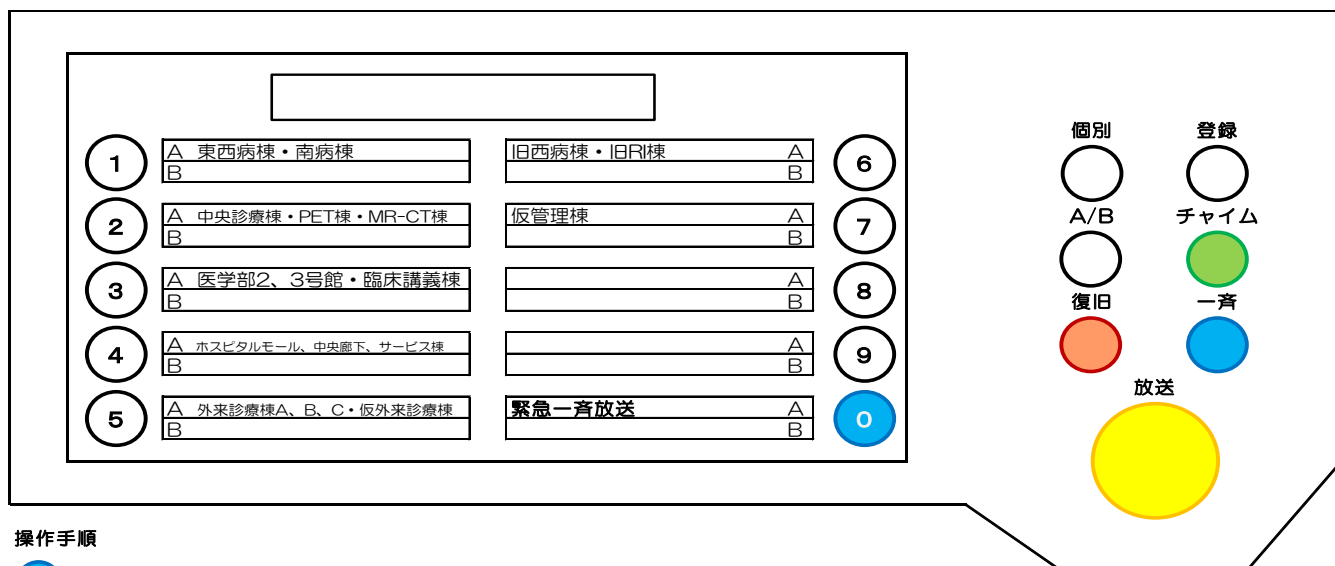 個別 登録
1 A 東西病棟・南病棟
B
旧西病棟・旧RI棟 A 6
B
2 A 中央診療棟・PET棟・MR-CT棟
B
仮管理棟 A 7
B
A/B チャイム
3 A 医学部2、3号館・臨床講義棟
B
A 8
B
復旧 一斉
4 A ホスピタルモール、中央廊下、サービス棟
B
A 9
B
放送
5 A 外来診療棟A、B、C・仮外来診療棟
B
緊急一斉放送 A 0
B
操作手順